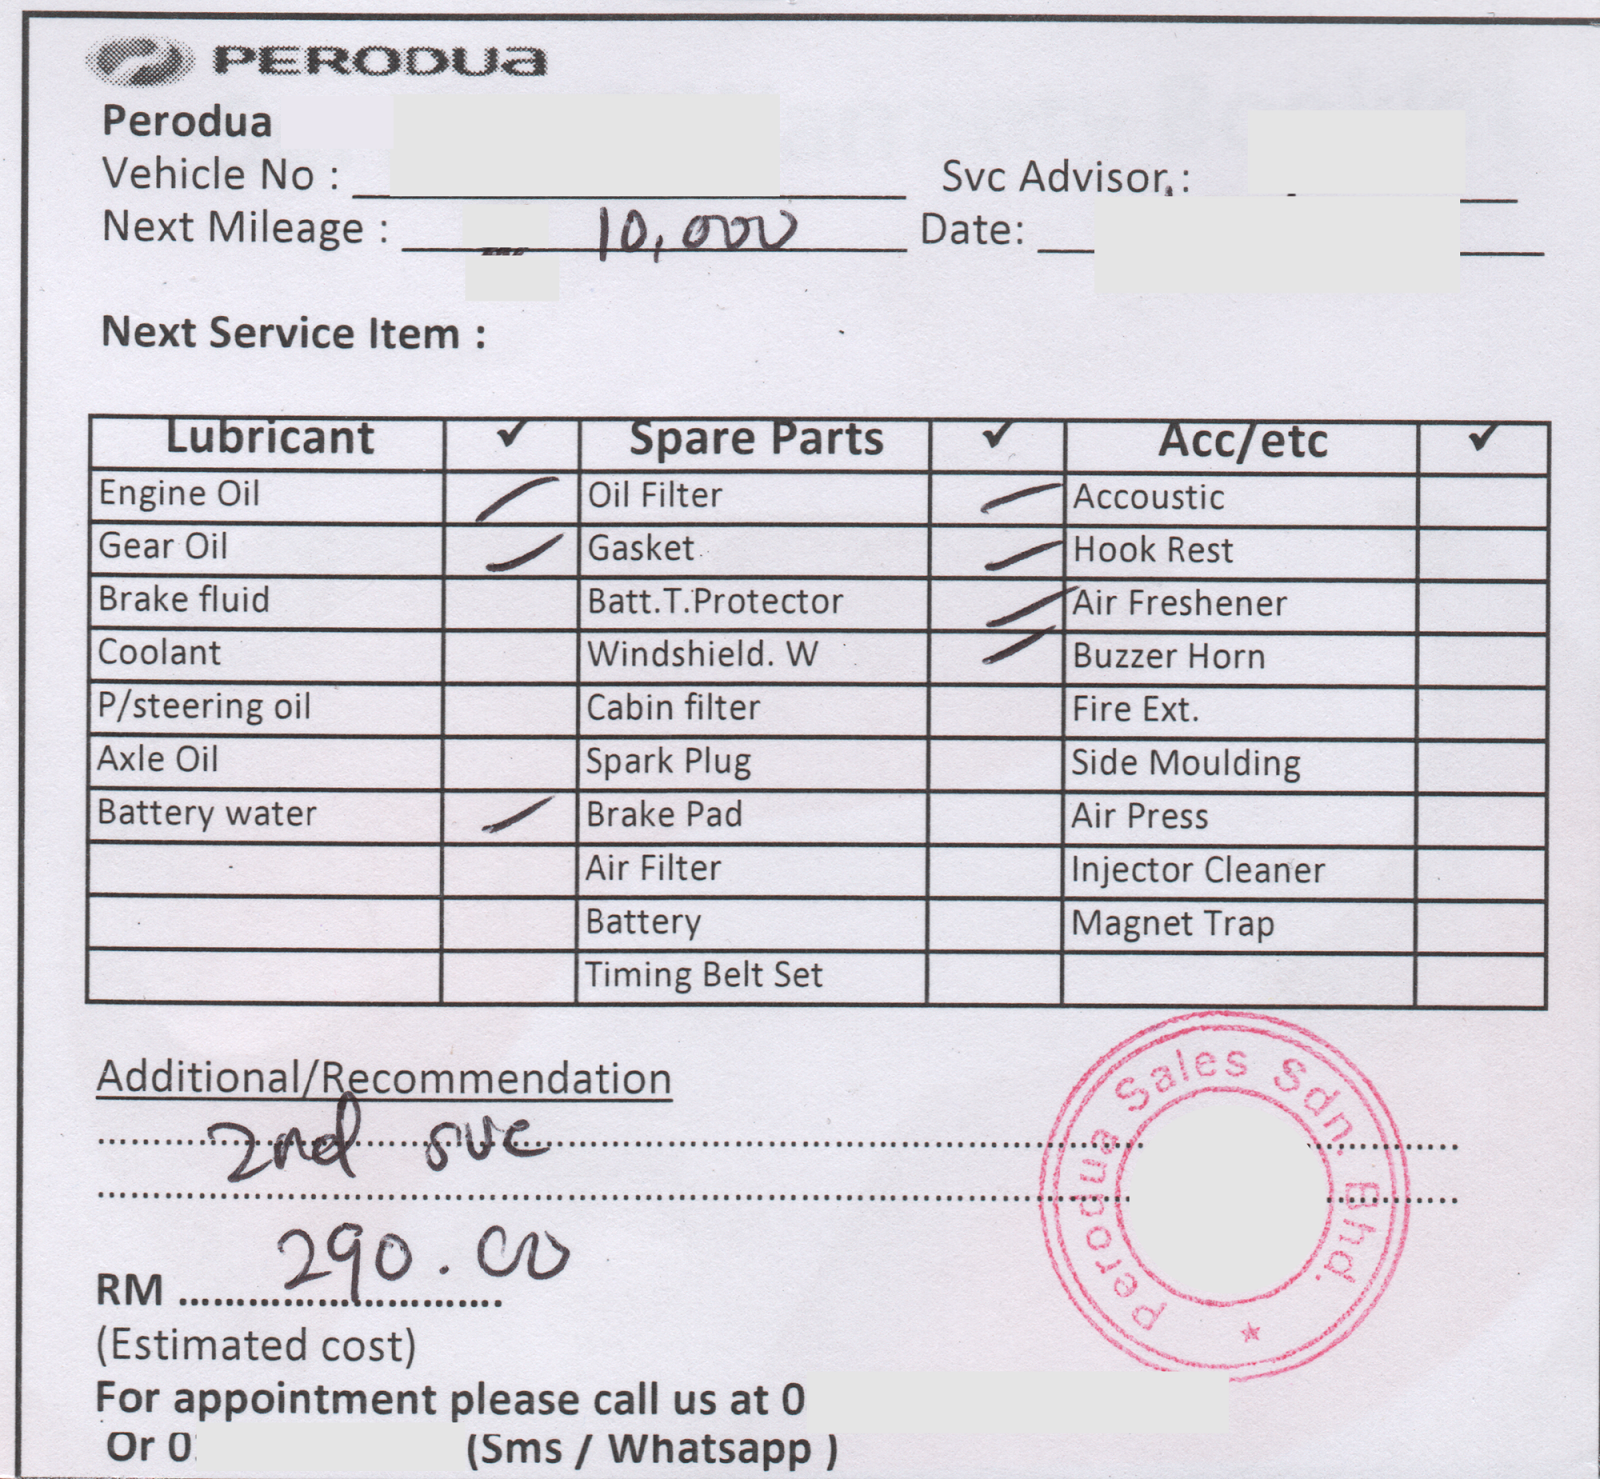 PERODUA
Perodua
Vehicle No : Svc Advisor.:
Next Mileage : 10,000 Date:
Next Service Item :
Lubricant ✓ Spare Parts ✓ Acc/etc ✓
Engine Oil / Oil Filter / Accoustic
Gear Oil / Gasket / Hook Rest
Brake fluid Batt.T.Protector / Air Freshener
Coolant Windshield. W / Buzzer Horn
P/steering oil Cabin filter Fire Ext.
Axle Oil Spark Plug Side Moulding
Battery water / Brake Pad Air Press
Air Filter Injector Cleaner
Battery Magnet Trap
Timing Belt Set
Additional/Recommendation
2nd svc
RM 290.00
(Estimated cost)
For appointment please call us at 0
Or 0 (Sms / Whatsapp )
Perodua Sales Sdn. Bhd.